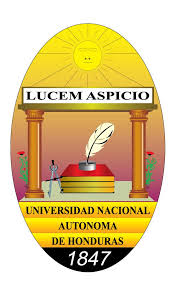 LUCEM ASPICIO
UNIVERSIDAD NACIONAL
AUTONOMA
DE HONDURAS
1847